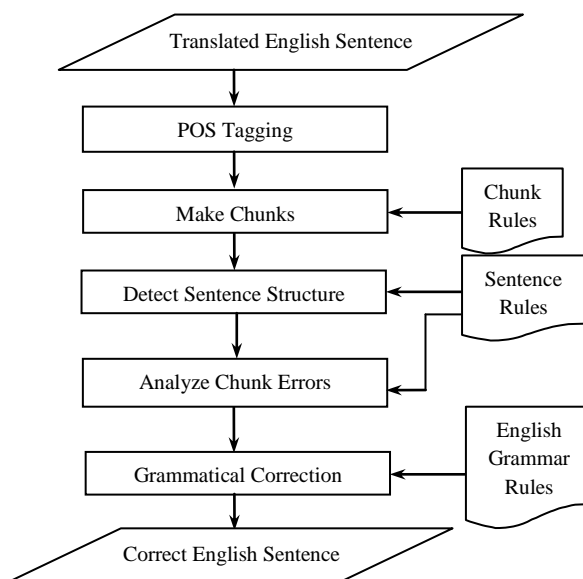 Translated English Sentence
POS Tagging
Make Chunks
Chunk
Rules
Detect Sentence Structure
Sentence
Rules
Analyze Chunk Errors
English
Grammar
Rules
Grammatical Correction
Correct English Sentence